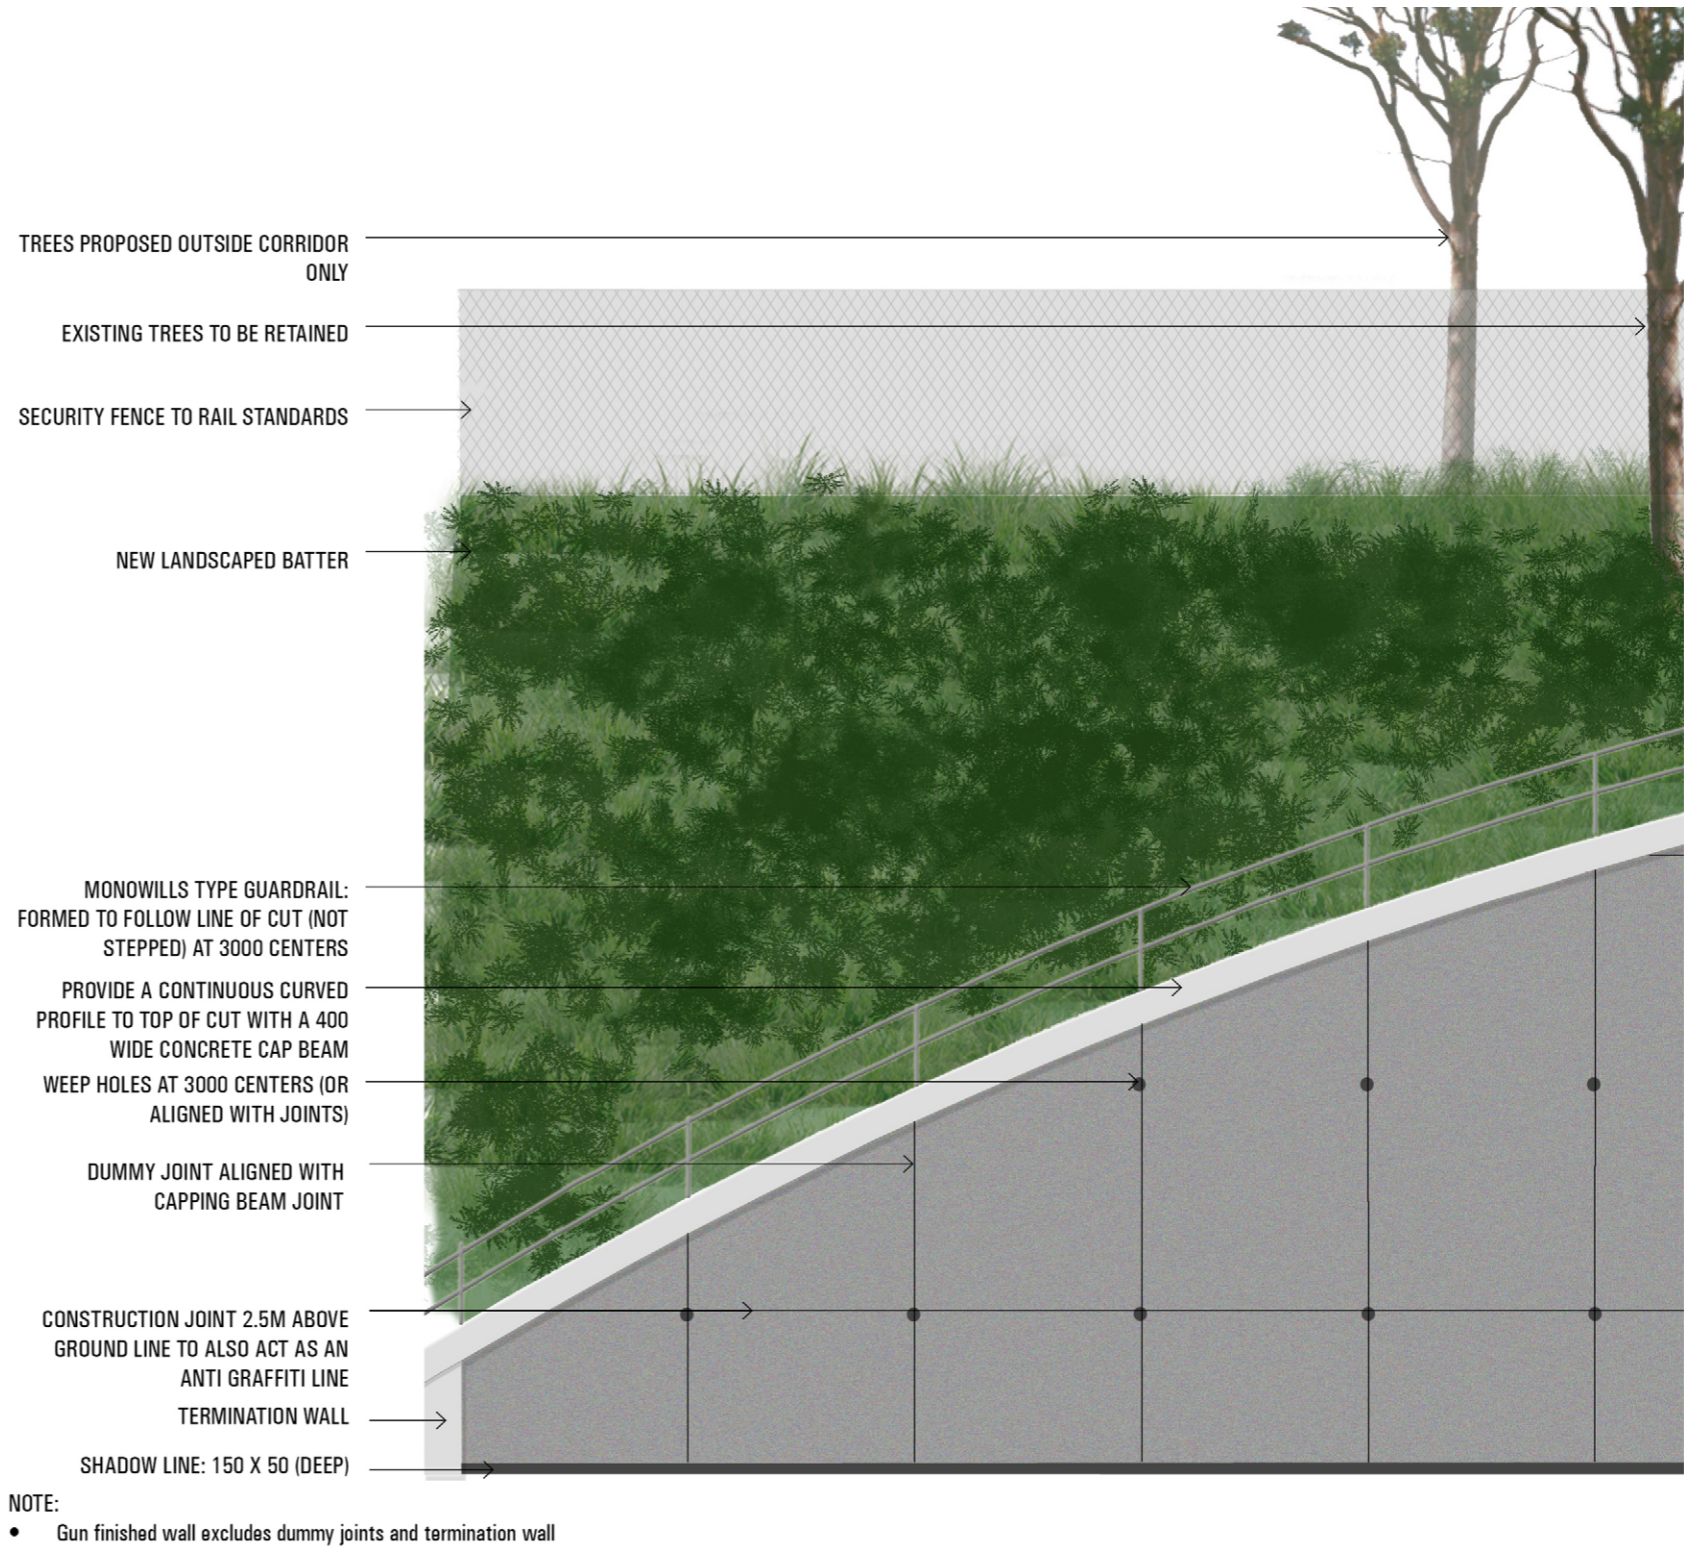 TREES PROPOSED OUTSIDE CORRIDOR
ONLY
EXISTING TREES TO BE RETAINED
SECURITY FENCE TO RAIL STANDARDS
NEW LANDSCAPED BATTER
MONOWILLS TYPE GUARDRAIL:
FORMED TO FOLLOW LINE OF CUT (NOT
STEPPED) AT 3000 CENTERS
PROVIDE A CONTINUOUS CURVED
PROFILE TO TOP OF CUT WITH A 400
WIDE CONCRETE CAP BEAM
WEEP HOLES AT 3000 CENTERS (OR
ALIGNED WITH JOINTS)
DUMMY JOINT ALIGNED WITH
CAPPING BEAM JOINT
CONSTRUCTION JOINT 2.5M ABOVE
GROUND LINE TO ALSO ACT AS AN
ANTI GRAFFITI LINE
TERMINATION WALL
SHADOW LINE: 150 X 50 (DEEP)
NOTE:
• Gun finished wall excludes dummy joints and termination wall